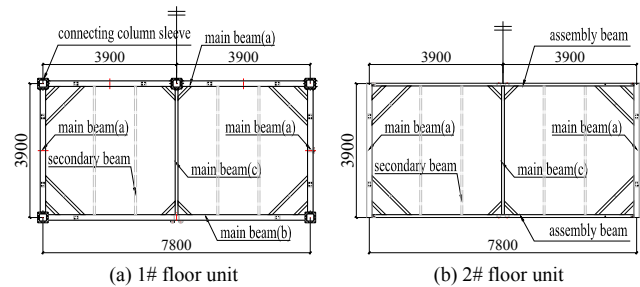 connecting column sleeve
3900
main beam(a)
3900
3900
main beam(a)
main beam(a)
secondary beam
main beam(c)
main beam(b)
7800
(a) 1# floor unit
assembly beam
3900
3900
3900
main beam(a)
main beam(a)
secondary beam
main beam(c)
assembly beam
7800
(b) 2# floor unit